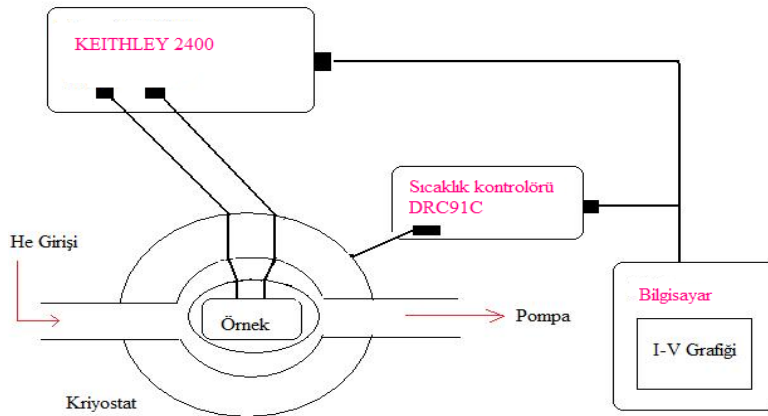 KEITHLEY 2400
Sıcaklık kontrolörü
DRC91C
He Girişi
Bilgisayar
Örnek
Pompa
I-V Grafiği
Kriyostat